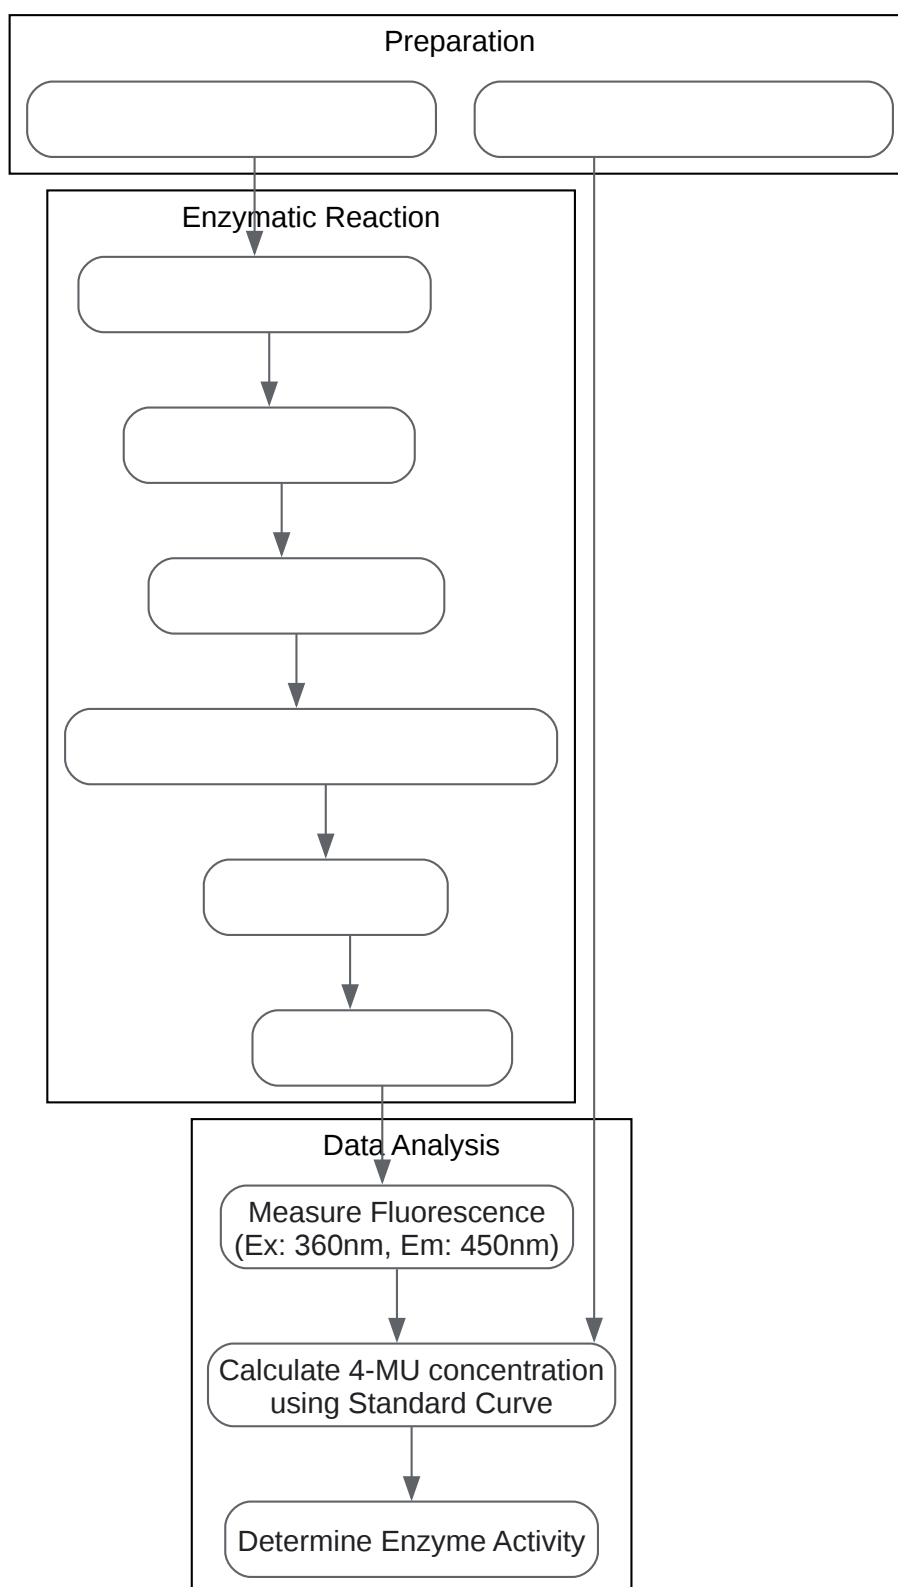 Preparation
Enzymatic Reaction
Data Analysis
Measure Fluorescence
(Ex: 360nm, Em: 450nm)
Calculate 4-MU concentration
using Standard Curve
Determine Enzyme Activity